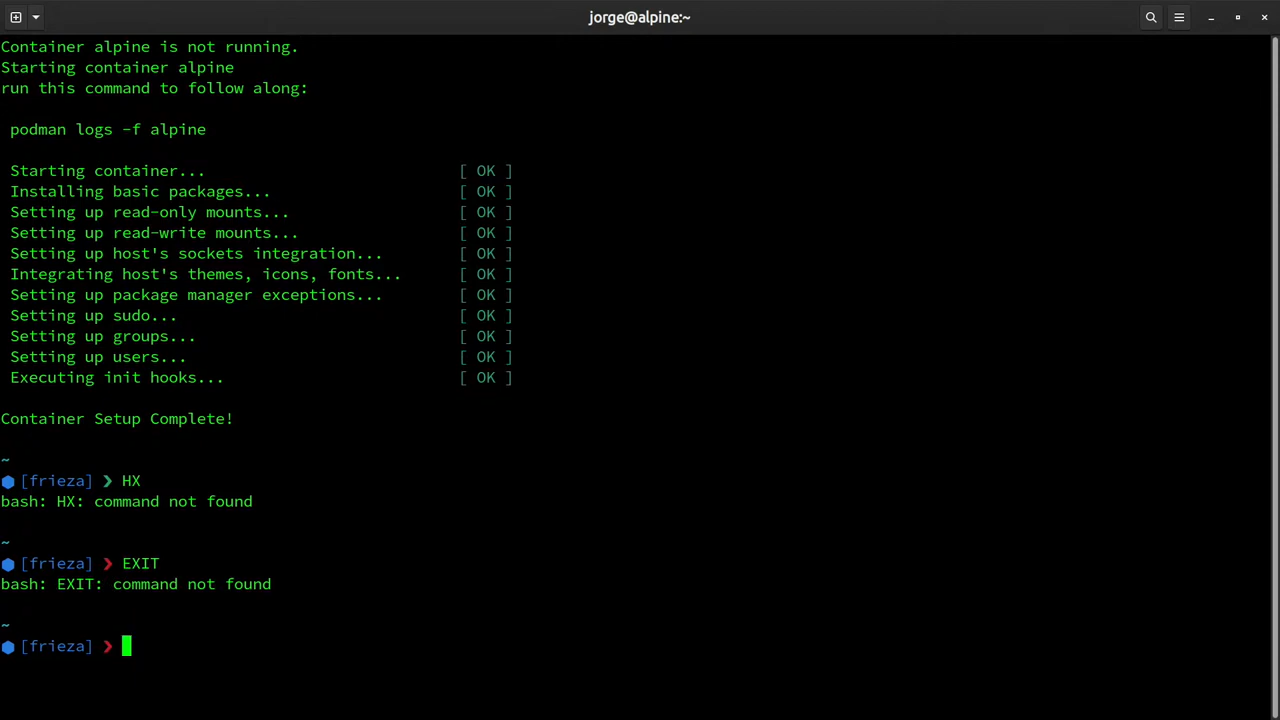 jorge@alpine:~
Container alpine is not running.
Starting container alpine
run this command to follow along:
podman logs -f alpine
Starting container... [ OK ]
Installing basic packages... [ OK ]
Setting up read-only mounts... [ OK ]
Setting up read-write mounts... [ OK ]
Setting up host's sockets integration... [ OK ]
Integrating host's themes, icons, fonts... [ OK ]
Setting up package manager exceptions... [ OK ]
Setting up sudo... [ OK ]
Setting up groups... [ OK ]
Setting up users... [ OK ]
Executing init hooks... [ OK ]
Container Setup Complete!
~
⬢ [frieza] ❯ HX
bash: HX: command not found
~
⬢ [frieza] ❯ EXIT
bash: EXIT: command not found
~
⬢ [frieza] ❯